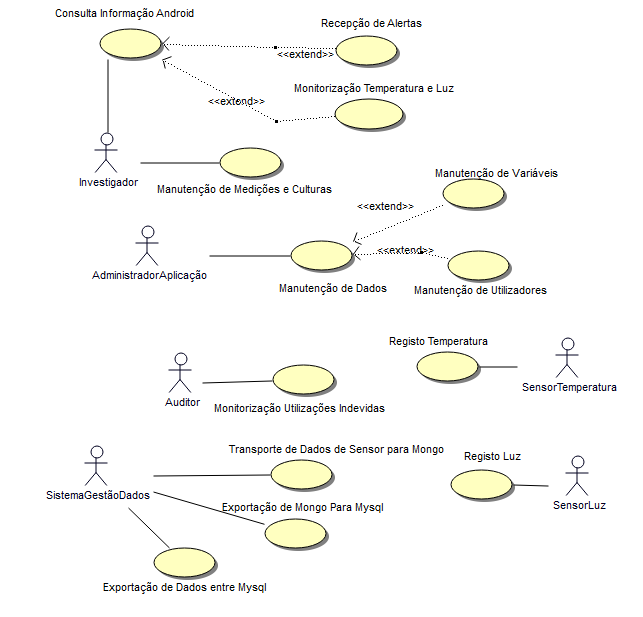 Consulta Informação Android
Recepção de Alertas
<<extend>>
Monitorização Temperatura e Luz
<<extend>>
Investigador
Manutenção de Medições e Culturas
Manutenção de Variáveis
<<extend>>
<<extend>>
AdministradorAplicação
Manutenção de Dados
Manutenção de Utilizadores
Registo Temperatura
SensorTemperatura
Auditor
Monitorização Utilizações Indevidas
Transporte de Dados de Sensor para Mongo
Registo Luz
SistemaGestãoDados
Exportação de Mongo Para Mysql
SensorLuz
Exportação de Dados entre Mysql